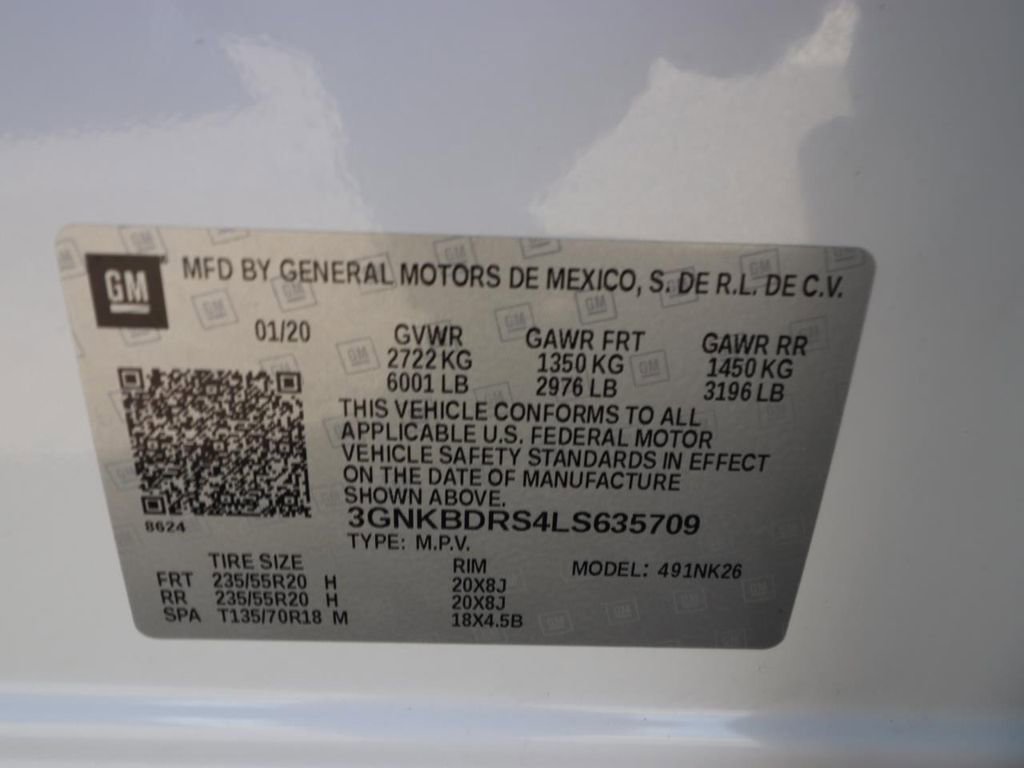 GM MFD BY GENERAL MOTORS DE MEXICO, S. DE R.L. DE C.V.
01/20 GVWR GAWR FRT GAWR RR
2722 KG 1350 KG 1450 KG
6001 LB 2976 LB 3196 LB
THIS VEHICLE CONFORMS TO ALL
APPLICABLE U.S. FEDERAL MOTOR
VEHICLE SAFETY STANDARDS IN EFFECT
ON THE DATE OF MANUFACTURE
SHOWN ABOVE.
8624 3GNKBDRS4LS635709
TYPE: M.P.V.
TIRE SIZE RIM MODEL: 491NK26
FRT 235/55R20 H 20X8J
RR 235/55R20 H 20X8J
SPA T135/70R18 M 18X4.5B